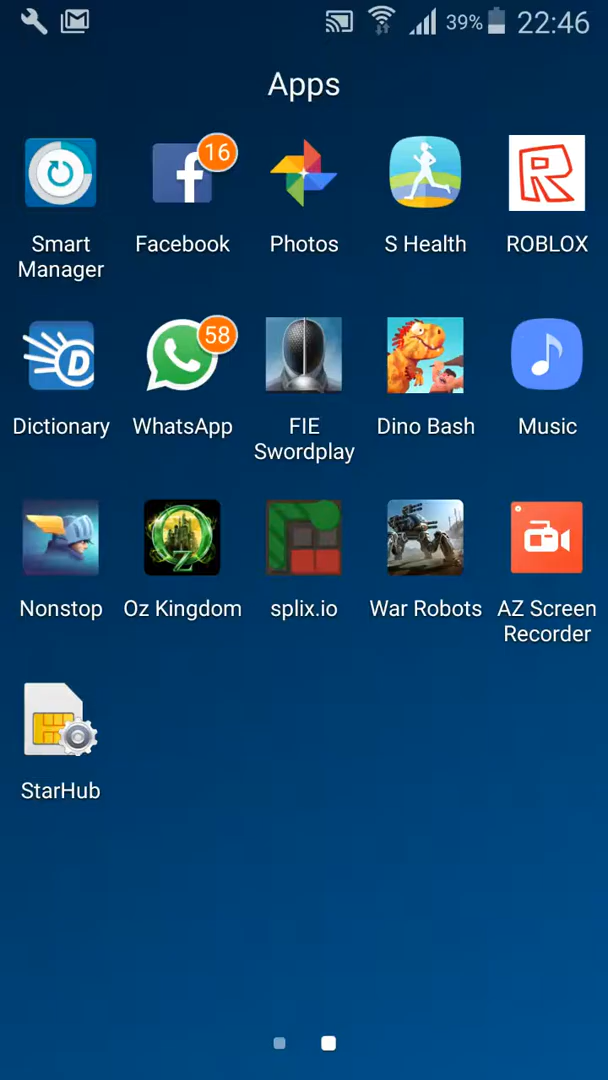 39% 22:46
Apps
16
Smart
Manager
Facebook
Photos
S Health
R
ROBLOX
D
Dictionary
58
WhatsApp
FIE
Swordplay
Dino Bash
Music
Nonstop
Oz
Oz Kingdom
splix.io
War Robots
AZ Screen
Recorder
StarHub